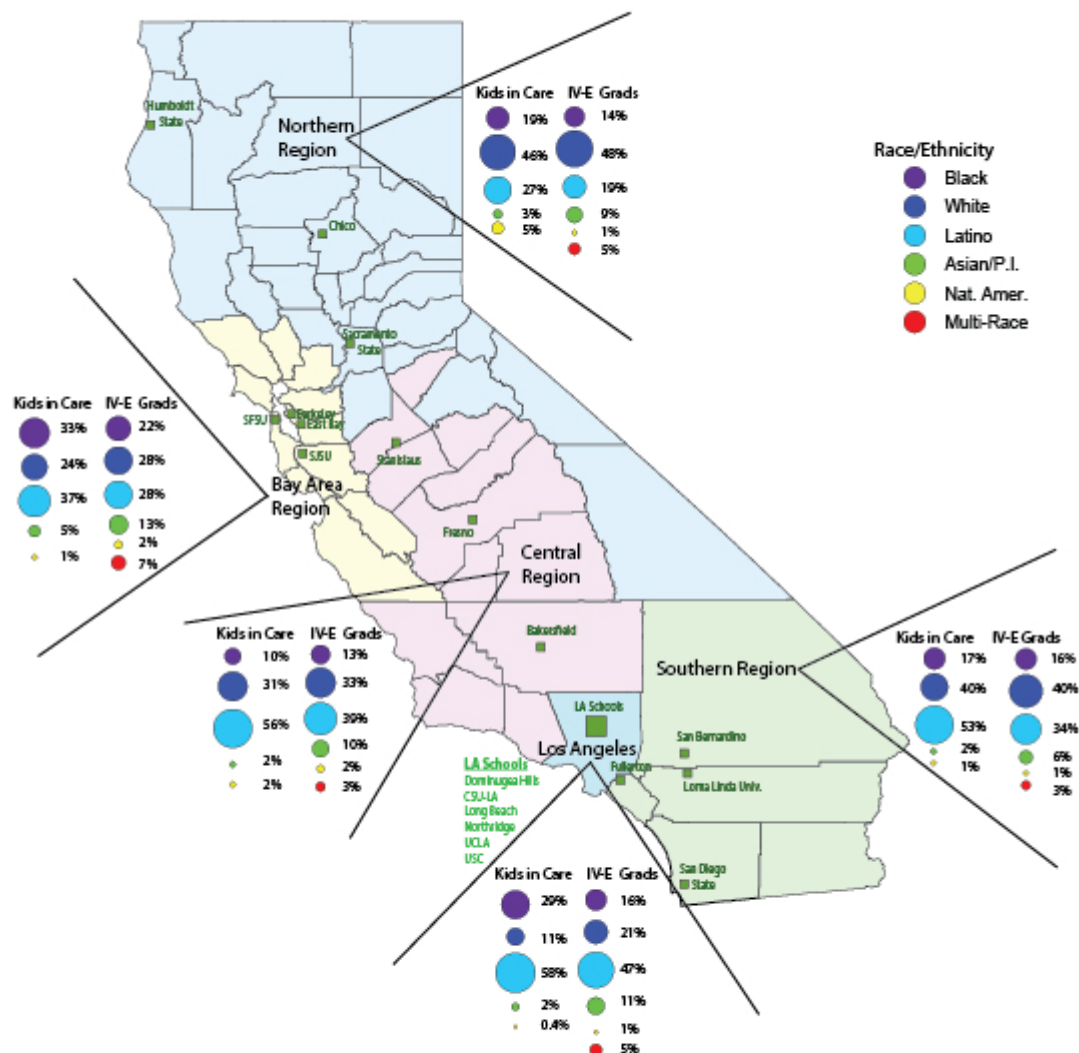 Kids in Care IV-E Grads
19% 14%
46% 48%
27% 19%
3% 9%
5% 1%
5%
Humboldt
State
Northern
Region
Race/Ethnicity
Black
White
Latino
Asian/P.I.
Nat. Amer.
Multi-Race
Chico
Sacramento
State
Kids in Care IV-E Grads
33% 22%
24% 28%
37% 28%
5% 13%
1% 2%
7%
SFSU
Berkeley
East Bay
SJSU
Bay Area
Region
Stanislaus
Fresno
Central
Region
Kids in Care IV-E Grads
10% 13%
31% 33%
56% 39%
2% 10%
2% 2%
3%
Bakersfield
Southern Region
Kids in Care IV-E Grads
17% 16%
40% 40%
53% 34%
2% 6%
1% 1%
3%
LA Schools
Los Angeles
Fullerton
San Bernardino
Loma Linda Univ.
San Diego
State
LA Schools
Dominugea Hills
CSU-LA
Long Beach
Northridge
UCLA
USC
Kids in Care IV-E Grads
29% 16%
11% 21%
58% 47%
2% 11%
0.4% 1%
5%